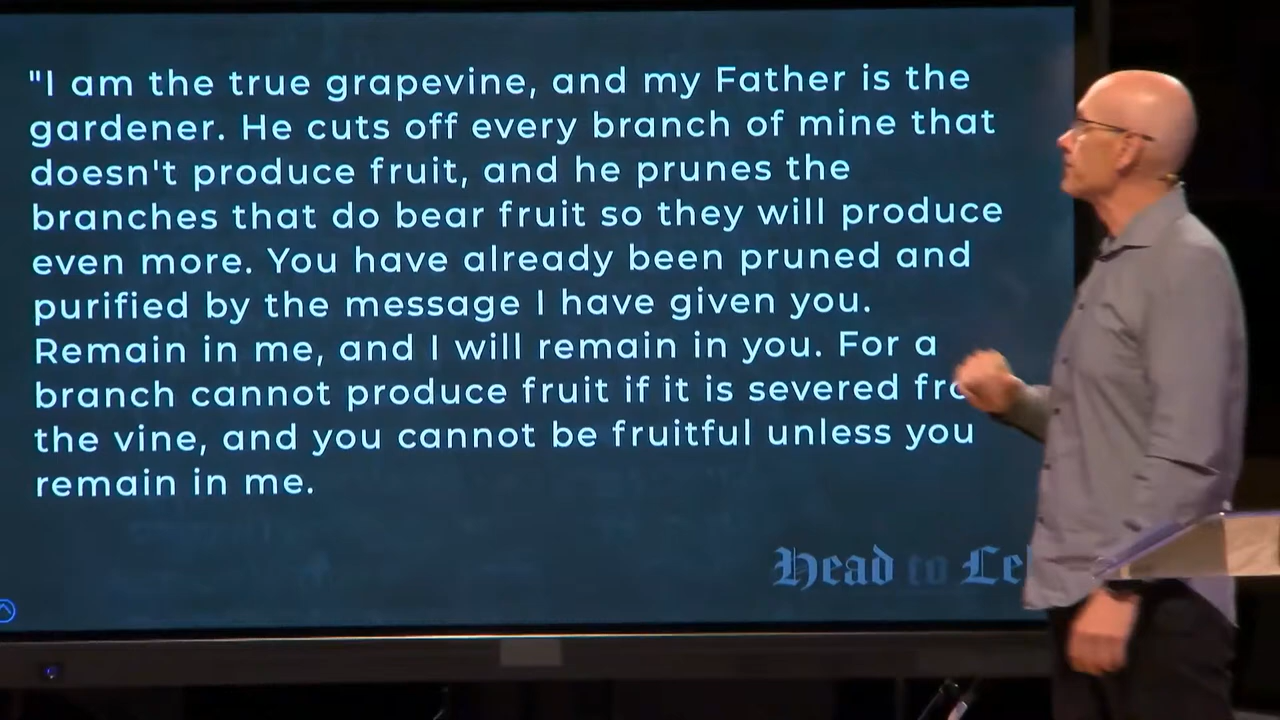 "I am the true grapevine, and my Father is the
gardener. He cuts off every branch of mine that
doesn't produce fruit, and he prunes the
branches that do bear fruit so they will produce
even more. You have already been pruned and
purified by the message I have given you.
Remain in me, and I will remain in you. For a
branch cannot produce fruit if it is severed
the vine, and you cannot be fruitful unless you
remain in me.
Head to